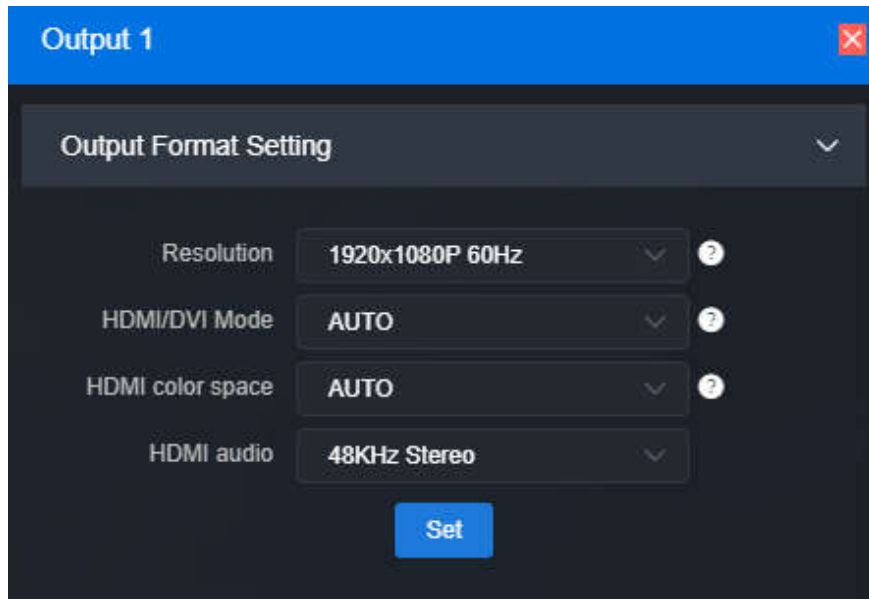 Output 1
Output Format Setting
Resolution 1920x1080P 60Hz ?
HDMI/DVI Mode AUTO ?
HDMI color space AUTO ?
HDMI audio 48KHz Stereo
Set